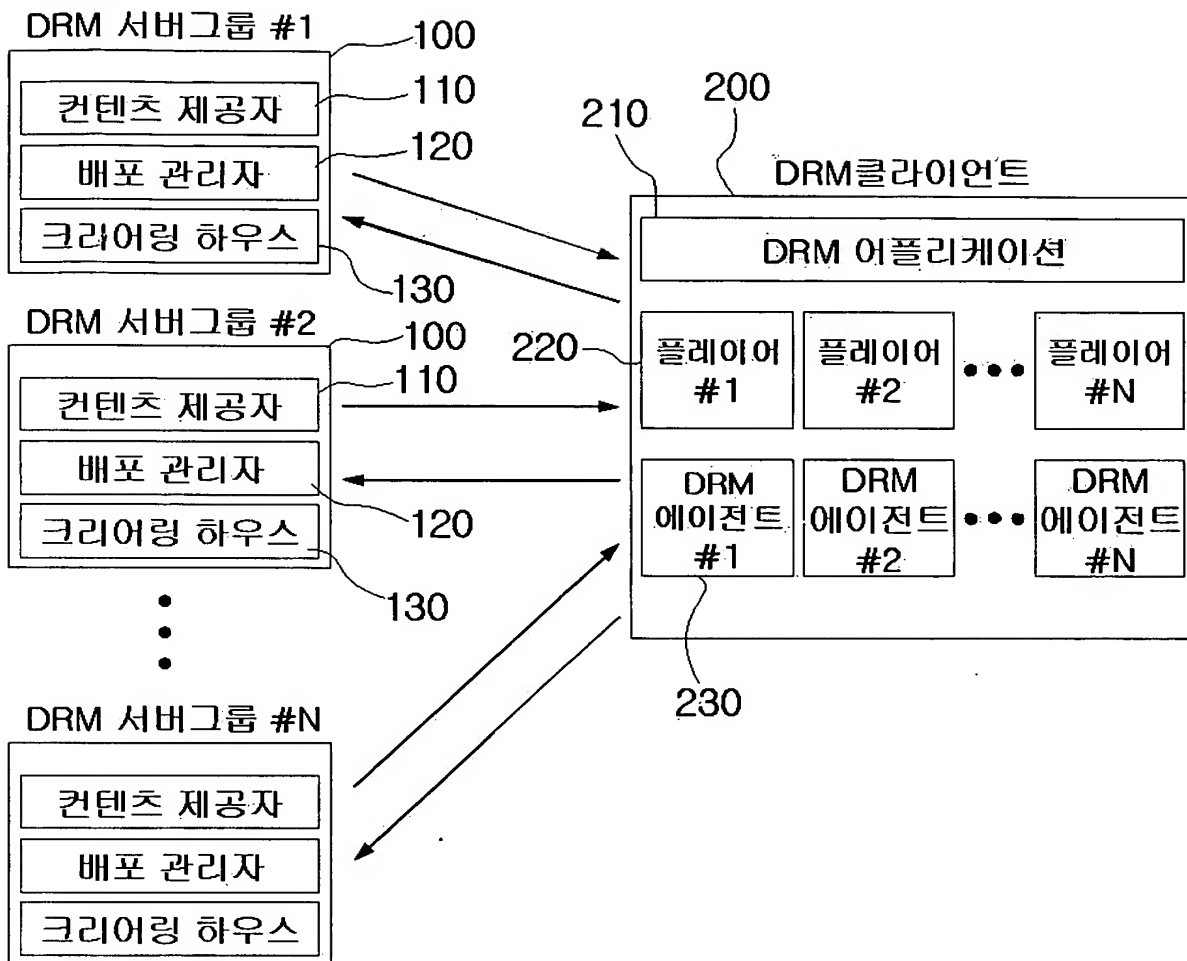 DRM 서버그룹 #1
100
컨텐츠 제공자
110
배포 관리자
120
크리어링 하우스
130
DRM 서버그룹 #2
100
컨텐츠 제공자
110
배포 관리자
120
크리어링 하우스
130
DRM 서버그룹 #N
컨텐츠 제공자
배포 관리자
크리어링 하우스
200
210
DRM클라이언트
DRM 어플리케이션
220
플레이어
#1
플레이어
#2
플레이어
#N
DRM
에이전트
#1
DRM
에이전트
#2
DRM
에이전트
#N
230